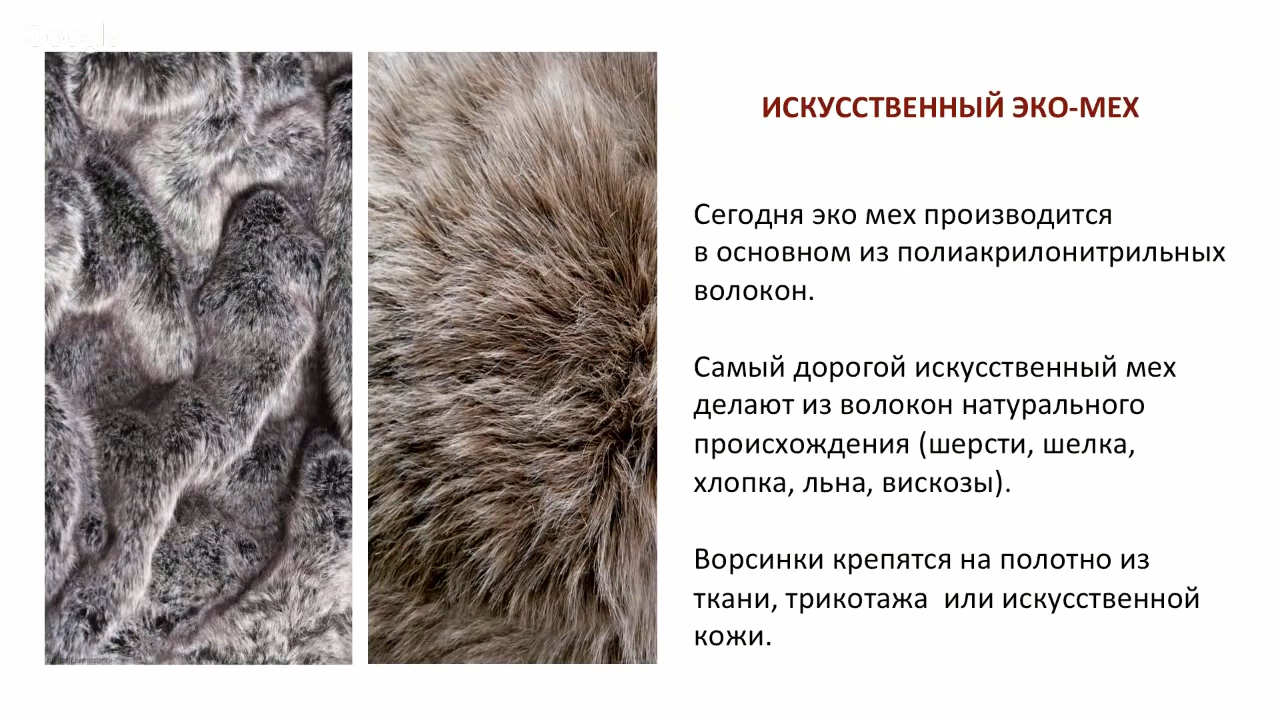 ИСКУССТВЕННЫЙ ЭКО-МЕХ
Сегодня эко мех производится
в основном из полиакрилонитрильных
волокон.
Самый дорогой искусственный мех
делают из волокон натурального
происхождения (шерсти, шелка,
хлопка, льна, вискозы).
Ворсинки крепятся на полотно из
ткани, трикотажа  или искусственной
кожи.